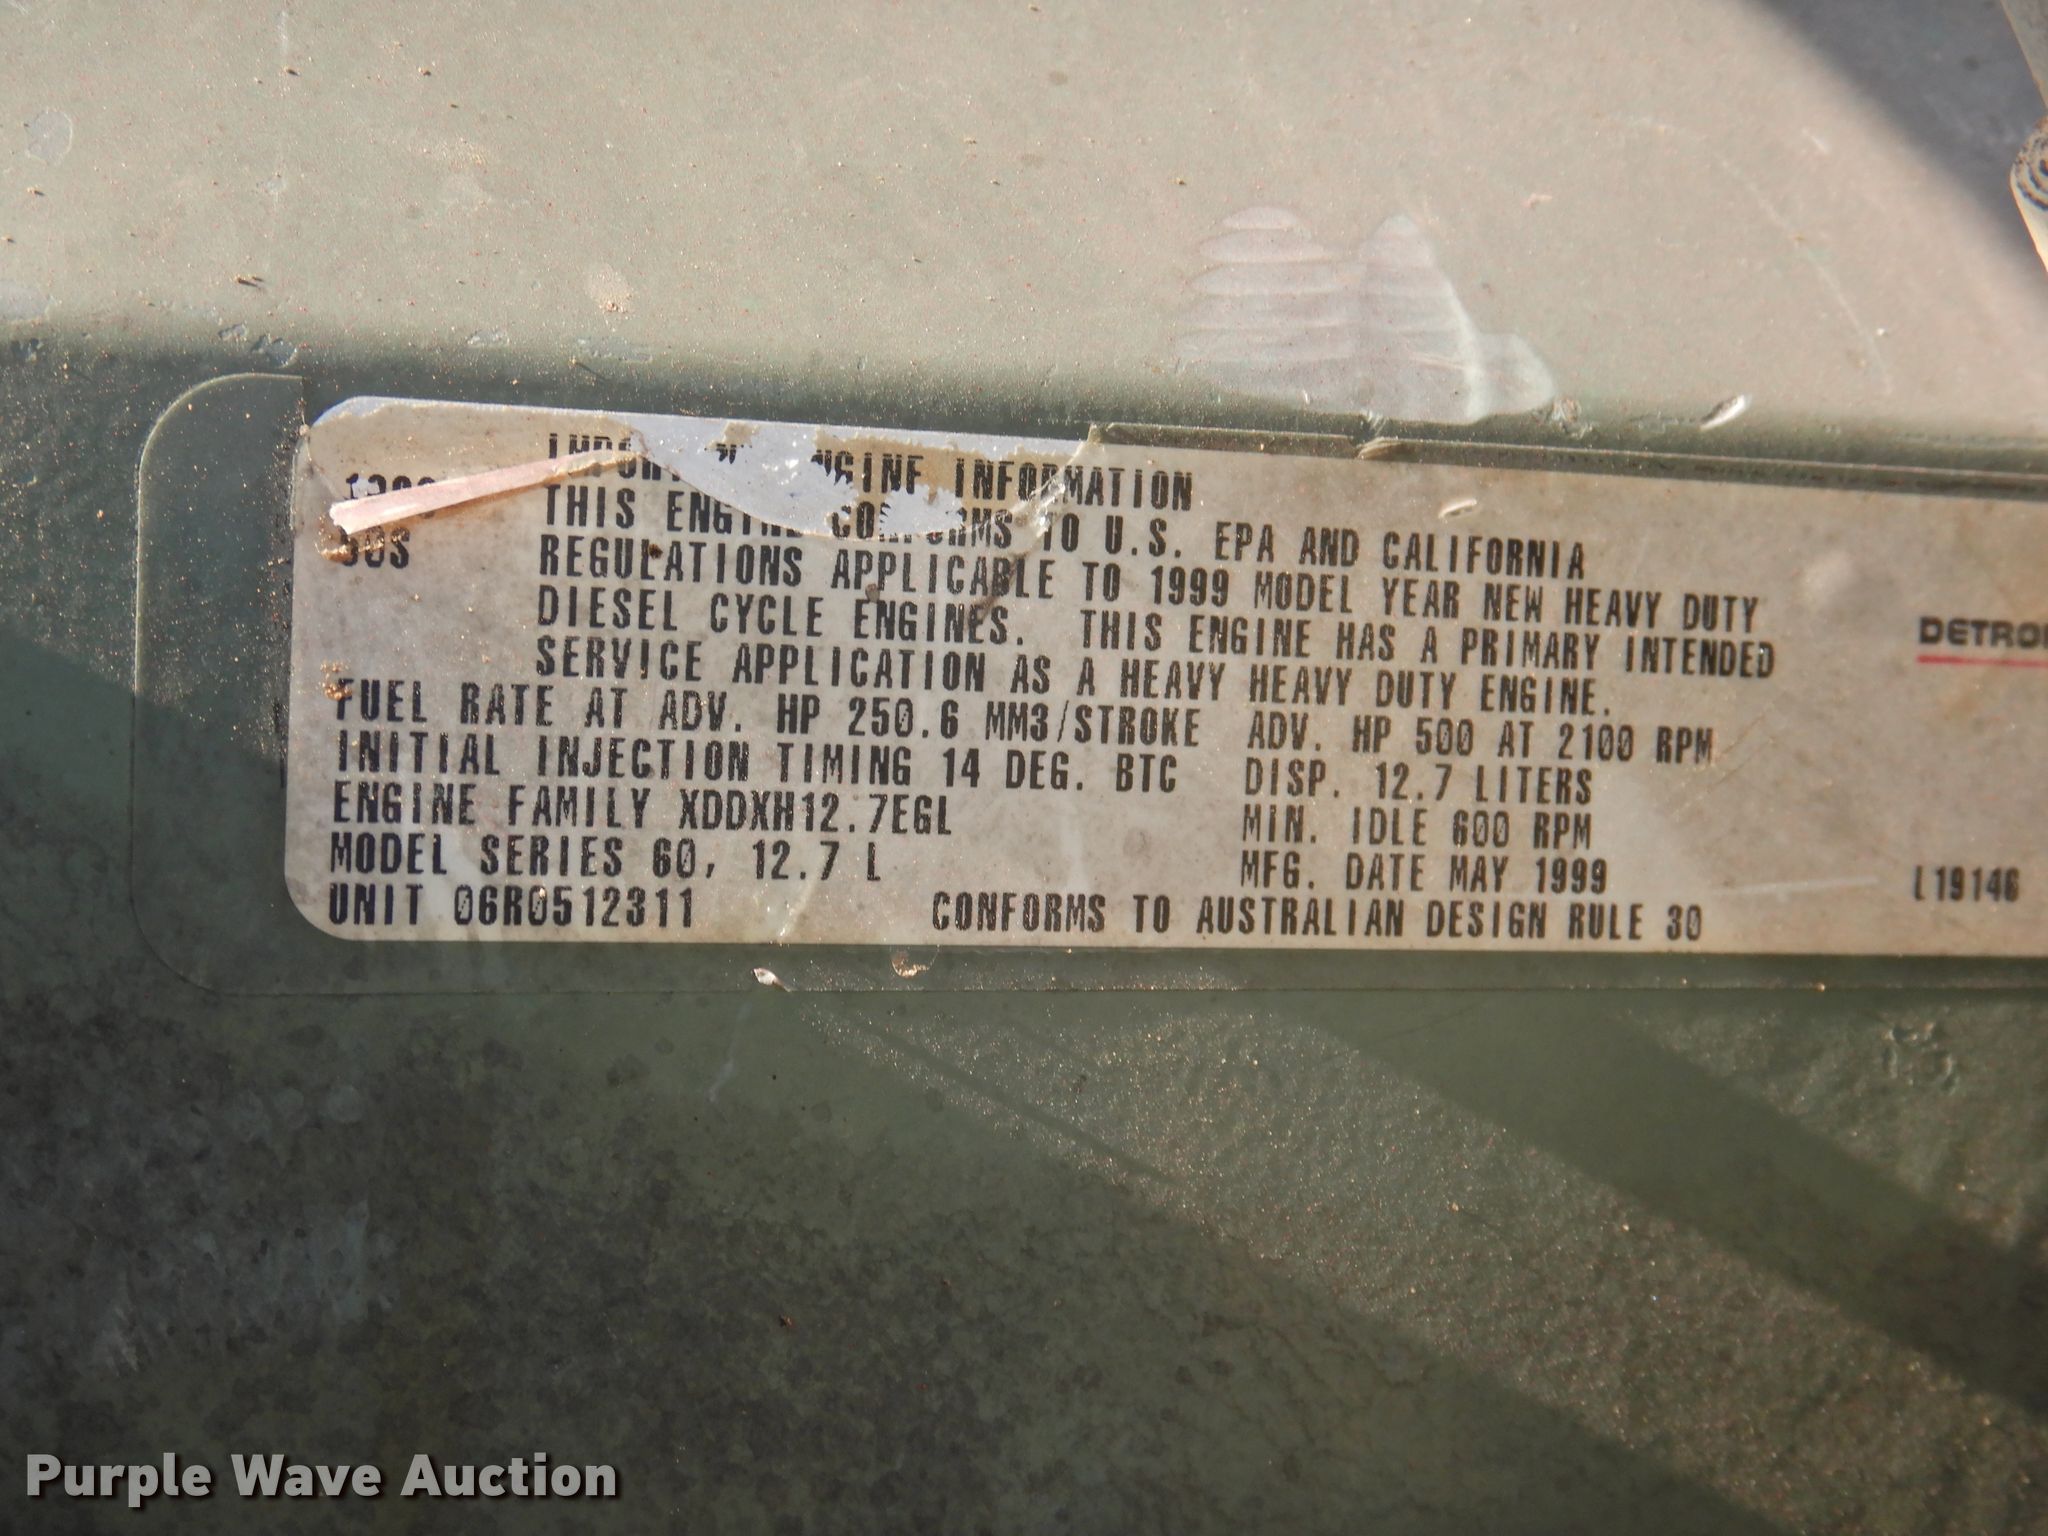 ENGINE INFORMATION
THIS ENGINE CONFORMS TO U.S. EPA AND CALIFORNIA
REGULATIONS APPLICABLE TO 1999 MODEL YEAR NEW HEAVY DUTY
DIESEL CYCLE ENGINES. THIS ENGINE HAS A PRIMARY INTENDED
SERVICE APPLICATION AS A HEAVY HEAVY DUTY ENGINE.
FUEL RATE AT ADV. HP 250.6 MM3/STROKE ADV. HP 500 AT 2100 RPM
INITIAL INJECTION TIMING 14 DEG. BTC DISP. 12.7 LITERS
ENGINE FAMILY XDDXH12.7EGL MIN. IDLE 600 RPM
MODEL SERIES 60, 12.7 L MFG. DATE MAY 1999
UNIT 06R0512311 CONFORMS TO AUSTRALIAN DESIGN RULE 30
DETROI
L19146
Purple Wave Auction